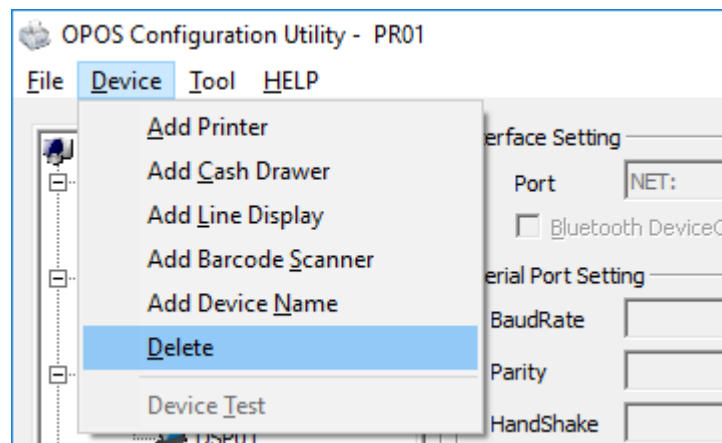 OPOS Configuration Utility - PR01
File Device Tool HELP
Add Printer
Add Cash Drawer
Add Line Display
Add Barcode Scanner
Add Device Name
Delete
Device Test
erface Setting
Port NET:
Bluetooth Device
erial Port Setting
BaudRate
Parity
HandShake
DSP01